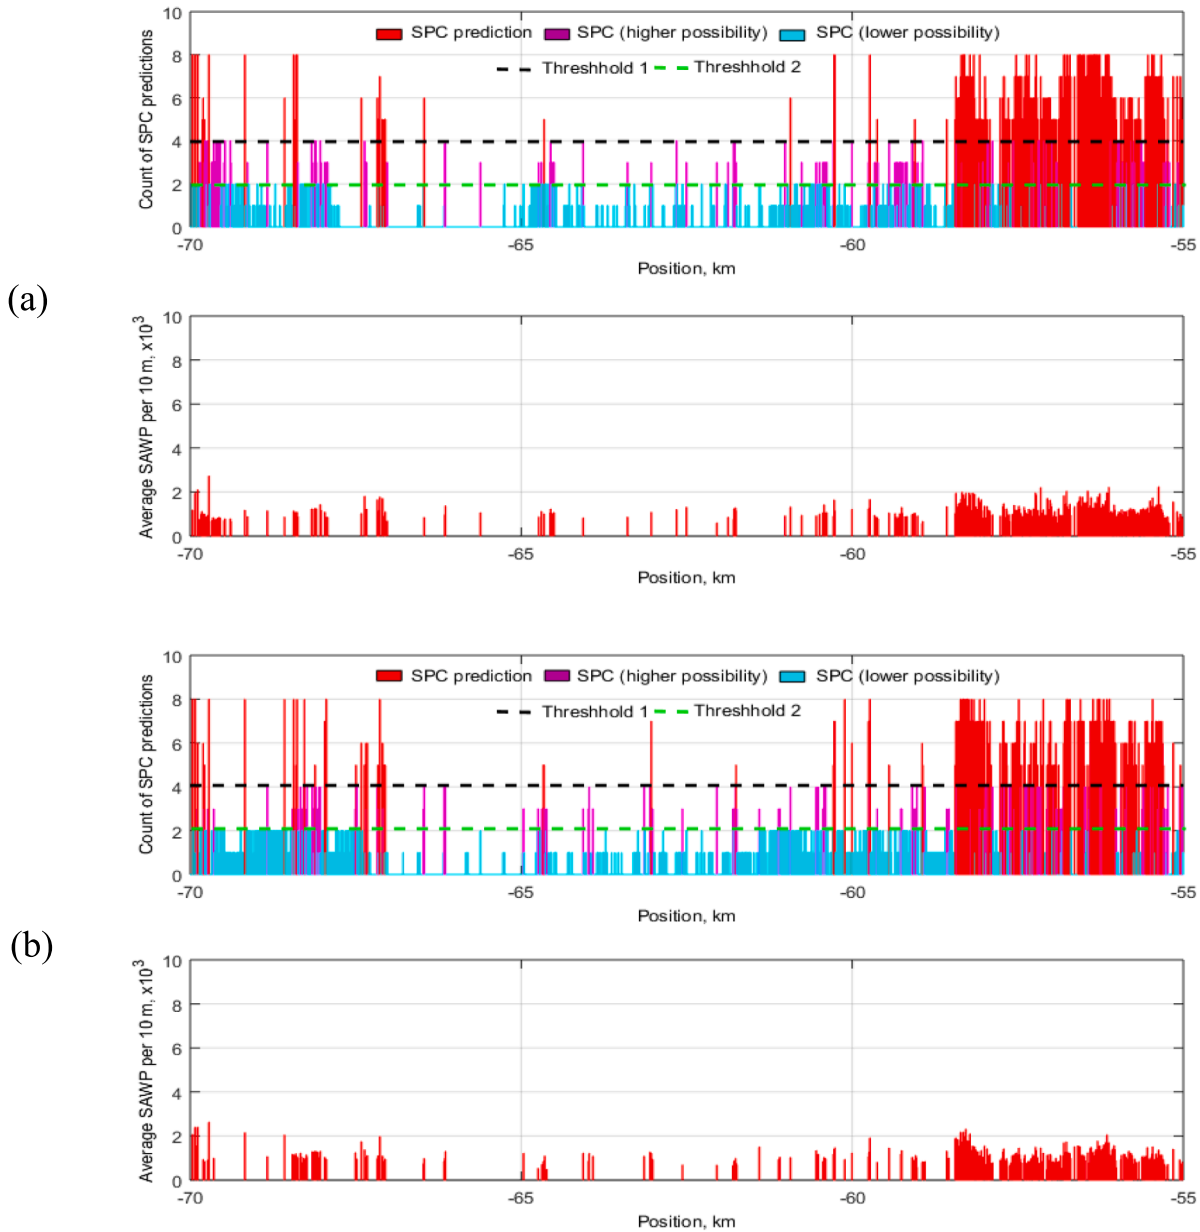 (a)
10
8
6
4
2
0
Count of SPC predictions
SPC prediction SPC (higher possibility) SPC (lower possibility)
Threshhold 1 Threshhold 2
-70 -65 -60 -55
Position, km
10
8
6
4
2
0
Average SAWP per 10 m, x10³
-70 -65 -60 -55
Position, km
(b)
10
8
6
4
2
0
Count of SPC predictions
SPC prediction SPC (higher possibility) SPC (lower possibility)
Threshhold 1 Threshhold 2
-70 -65 -60 -55
Position, km
10
8
6
4
2
0
Average SAWP per 10 m, x10³
-70 -65 -60 -55
Position, km